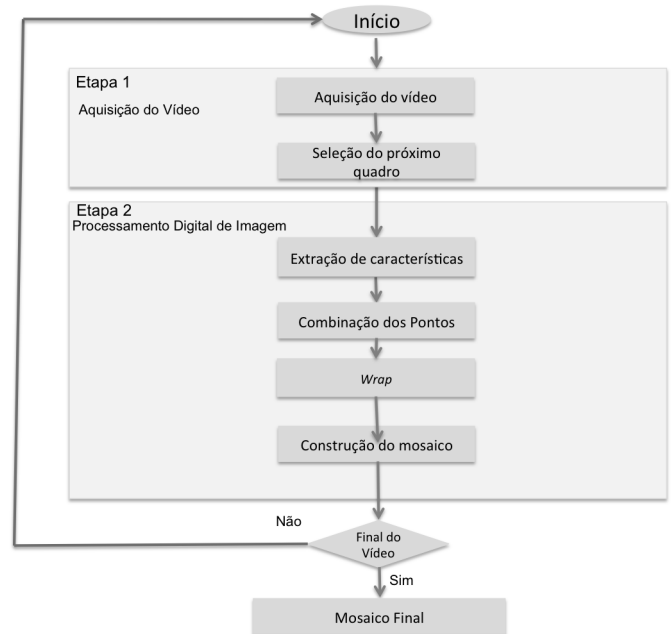 Início
Etapa 1
Aquisição do Vídeo
Aquisição do vídeo
Seleção do próximo
quadro
Etapa 2
Processamento Digital de Imagem
Extração de características
Combinação dos Pontos
Wrap
Construção do mosaico
Não
Final do
Vídeo
Sim
Mosaico Final